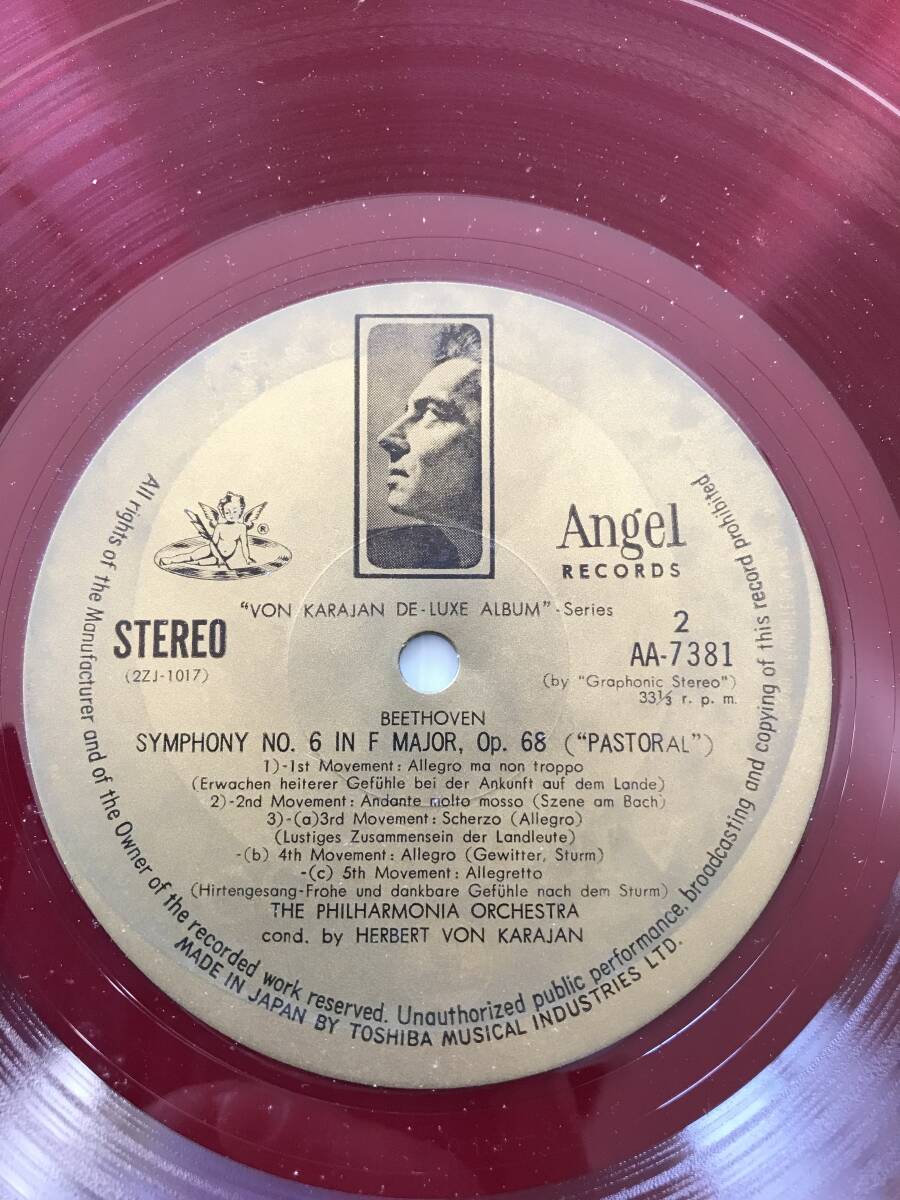 Angel
RECORDS
®
"VON KARAJAN DE-LUXE ALBUM"-Series
STEREO
(2ZJ-1017)
2
AA-7381
(by "Graphonic Stereo")
33⅓ r. p. m.
BEETHOVEN
SYMPHONY NO. 6 IN F MAJOR, Op. 68 ("PASTORAL")
1)-1st Movement: Allegro ma non troppo
(Erwachen heiterer Gefühle bei der Ankunft auf dem Lande)
2)-2nd Movement: Andante molto mosso (Szene am Bach)
3)-(a)3rd Movement: Scherzo (Allegro)
(Lustiges Zusammensein der Landleute)
-(b) 4th Movement: Allegro (Gewitter, Sturm)
-(c) 5th Movement: Allegretto
(Hirtengesang-Frohe und dankbare Gefühle nach dem Sturm)
THE PHILHARMONIA ORCHESTRA
cond. by HERBERT VON KARAJAN
All rights of the Manufacturer and of the Owner of the recorded work reserved. Unauthorized public performance, broadcasting and copying of this record prohibited
MADE IN JAPAN BY TOSHIBA MUSICAL INDUSTRIES LTD.